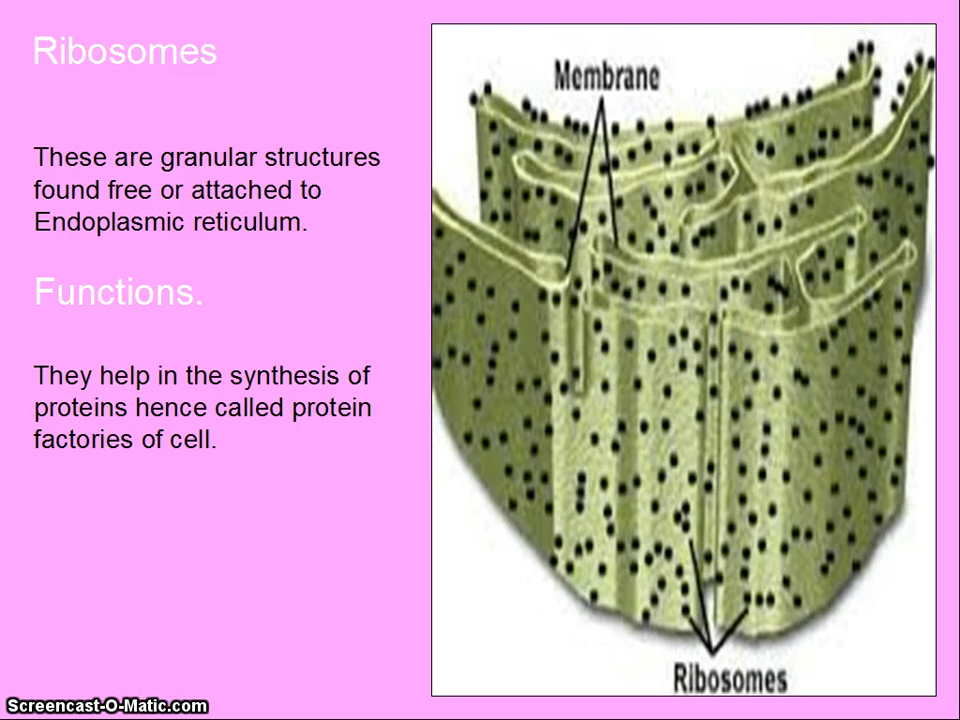 Ribosomes
These are granular structures
found free or attached to
Endoplasmic reticulum.
Functions.
They help in the synthesis of
proteins hence called protein
factories of cell.
Membrane
Ribosomes
Screencast-O-Matic.com